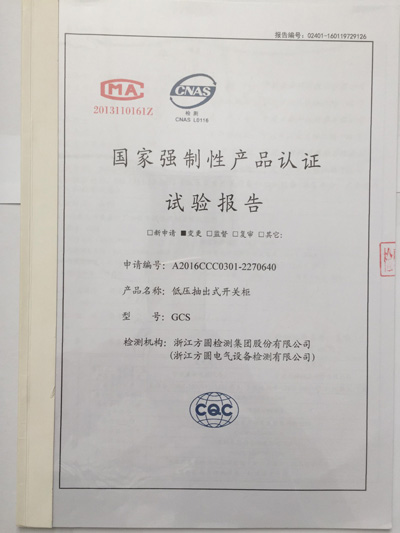 报告编号：02401-160119729126
MA
2013110161Z
CNAS
检测
CNAS L0116
国家强制性产品认证
试验报告
□新申请 ■变更 □监督 □复审 □其它:
申请编号：A2016CCC0301-2270640
产品名称：低压抽出式开关柜
型 号：GCS
检测机构：浙江方圆检测集团股份有限公司
(浙江方圆电气设备检测有限公司)
CQC